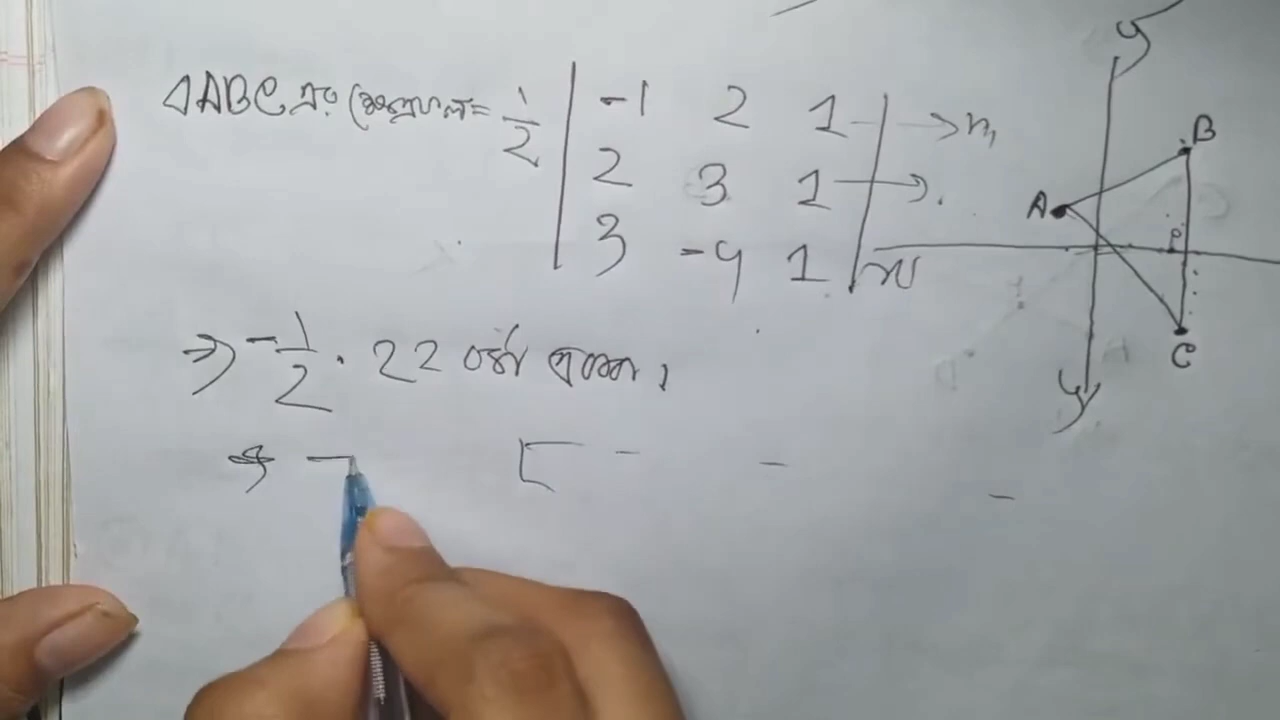 △ABC এর ক্ষেত্রফল= 1/2 | -1 2 1 | → r₁
2 3 1 →
3 -4 1
⇒ -1/2 . 22 বর্গ একক।
y
B
A
C
y